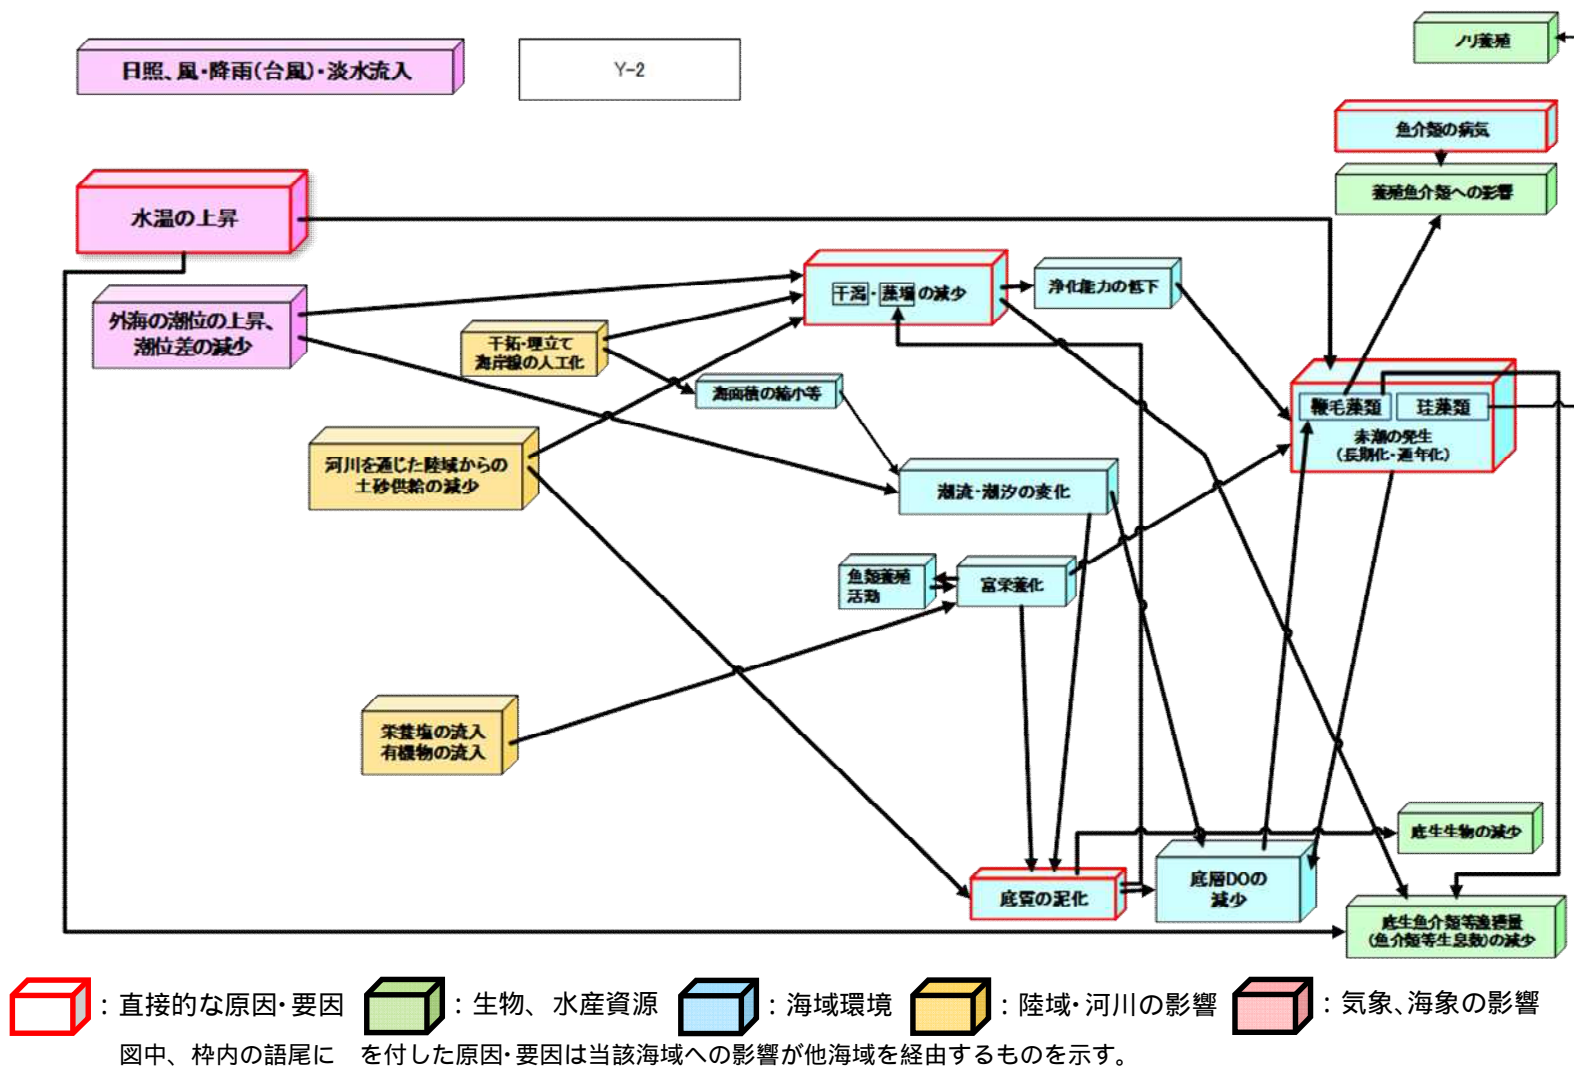 ノリ養殖
日照、風・降雨(台風)・淡水流入
Y-2
魚介類の病気
養殖魚介類への影響
水温の上昇
干潟・藻場の減少
浄化能力の低下
外海の潮位の上昇、
潮位差の減少
干拓・埋立て
海岸線の人工化
海面積の縮小等
鞭毛藻類
珪藻類
赤潮の発生
(長期化・通年化)
河川を通じた陸域からの
土砂供給の減少
潮流・潮汐の変化
魚類養殖
活動
富栄養化
栄養塩の流入
有機物の流入
底生生物の減少
底質の泥化
底層DOの
減少
底生魚介類等漁獲量
(魚介類等生息数)の減少
：直接的な原因・要因
：生物、水産資源
：海域環境
：陸域・河川の影響
：気象、海象の影響
図中、枠内の語尾に　を付した原因・要因は当該海域への影響が他海域を経由するものを示す。